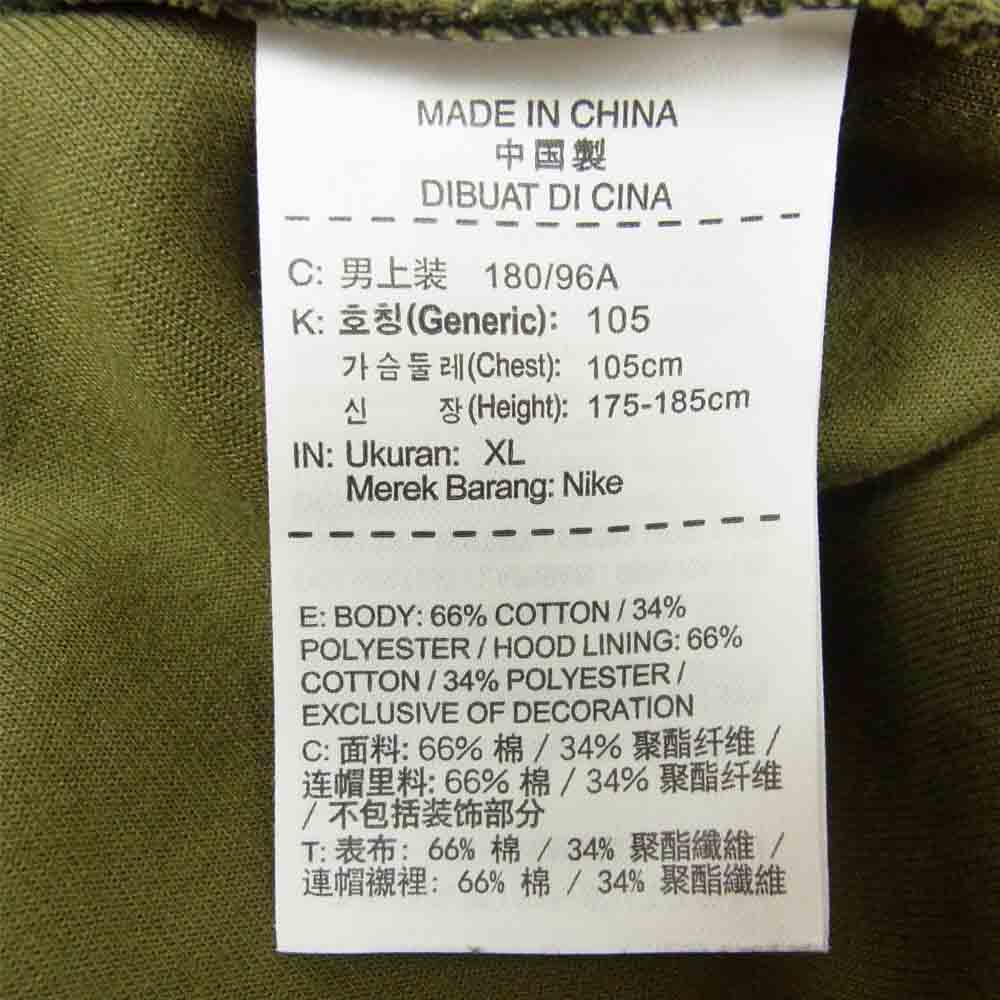 MADE IN CHINA
中国製
DIBUAT DI CINA
C: 男上装 180/96A
K: 호칭(Generic): 105
가슴둘레(Chest): 105cm
신 장(Height): 175-185cm
IN: Ukuran: XL
Merek Barang: Nike
E: BODY: 66% COTTON / 34%
POLYESTER / HOOD LINING: 66%
COTTON / 34% POLYESTER /
EXCLUSIVE OF DECORATION
C: 面料: 66% 棉 / 34% 聚酯纤维 /
连帽里料: 66% 棉 / 34% 聚酯纤维
/ 不包括装饰部分
T: 表布: 66% 棉 / 34% 聚酯纖維 /
連帽襯裡: 66% 棉 / 34% 聚酯纖維